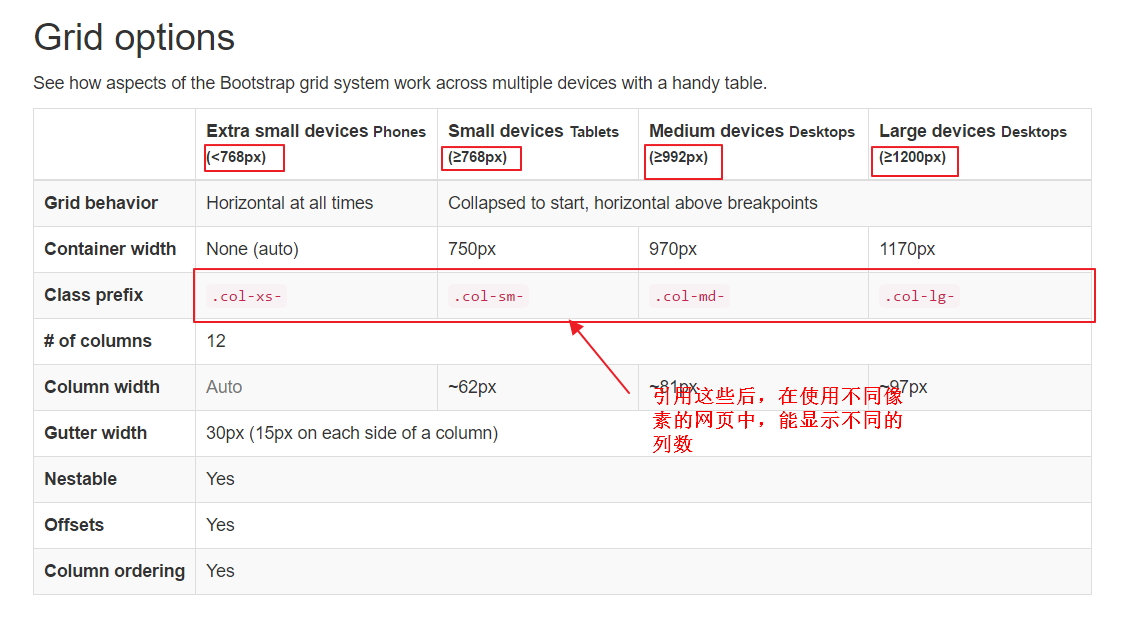 Grid options
See how aspects of the Bootstrap grid system work across multiple devices with a handy table.
Extra small devices Phones (<768px) Small devices Tablets (≥768px) Medium devices Desktops (≥992px) Large devices Desktops (≥1200px)
Grid behavior Horizontal at all times Collapsed to start, horizontal above breakpoints
Container width None (auto) 750px 970px 1170px
Class prefix .col-xs- .col-sm- .col-md- .col-lg-
# of columns 12
Column width Auto ~62px ~81px ~97px
引用这些后，在使用不同像
素的网页中，能显示不同的
列数
Gutter width 30px (15px on each side of a column)
Nestable Yes
Offsets Yes
Column ordering Yes